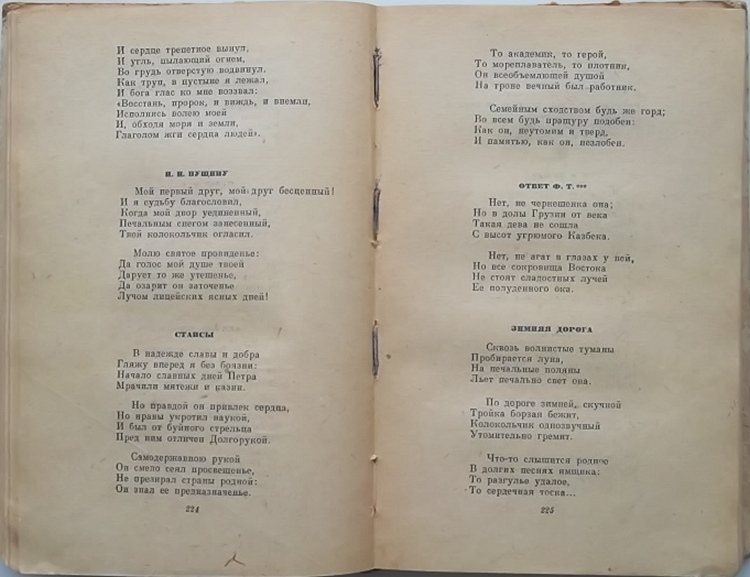 И сердце трепетное вынул,
И угль, пылающий огнем,
Во грудь отверстую водвинул.
Как труп, в пустыне я лежал,
И бога глас ко мне воззвал:
«Восстань, пророк, и виждь, и внемли,
Исполнись волею моей
И, обходя моря и земли,
Глаголом жги сердца людей».
И. И. ПУЩИНУ
Мой первый друг, мой друг бесценный!
И я судьбу благословил,
Когда мой двор уединенный,
Печальным снегом занесенный,
Твой колокольчик огласил.
Молю святое провиденье:
Да голос мой душе твоей
Дарует то же утешенье,
Да озарит он заточенье
Лучом лицейских ясных дней!
СТАНСЫ
В надежде славы и добра
Гляжу вперед я без боязни:
Начало славных дней Петра
Мрачили мятежи и казни.
Но правдой он привлек сердца,
Но нравы укротил наукой,
И был от буйного стрельца
Пред ним отличен Долгорукой.
Самодержавною рукой
Он смело сеял просвещенье,
Не презирал страны родной:
Он знал ее предназначенье.
224
То академик, то герой,
То мореплаватель, то плотник,
Он всеобъемлющей душой
На троне вечный был работник.
Семейным сходством будь же горд;
Во всем будь пращуру подобен:
Как он, неутомим и тверд,
И памятью, как он, незлобен.
ОТВЕТ Ф. Т. ***
Нет, не черкешенка она;
Но в долы Грузии от века
Такая дева не сошла
С высот угрюмого Казбека.
Нет, не агат в глазах у ней,
Но все сокровища Востока
Не стоят сладостных лучей
Ее полуденного ока.
ЗИМНЯЯ ДОРОГА
Сквозь волнистые туманы
Пробирается луна,
На печальные поляны
Льет печально свет она.
По дороге зимней, скучной
Тройка борзая бежит,
Колокольчик однозвучный
Утомительно гремит.
Что-то слышится родное
В долгих песнях ямщика:
То разгулье удалое,
То сердечная тоска...
225